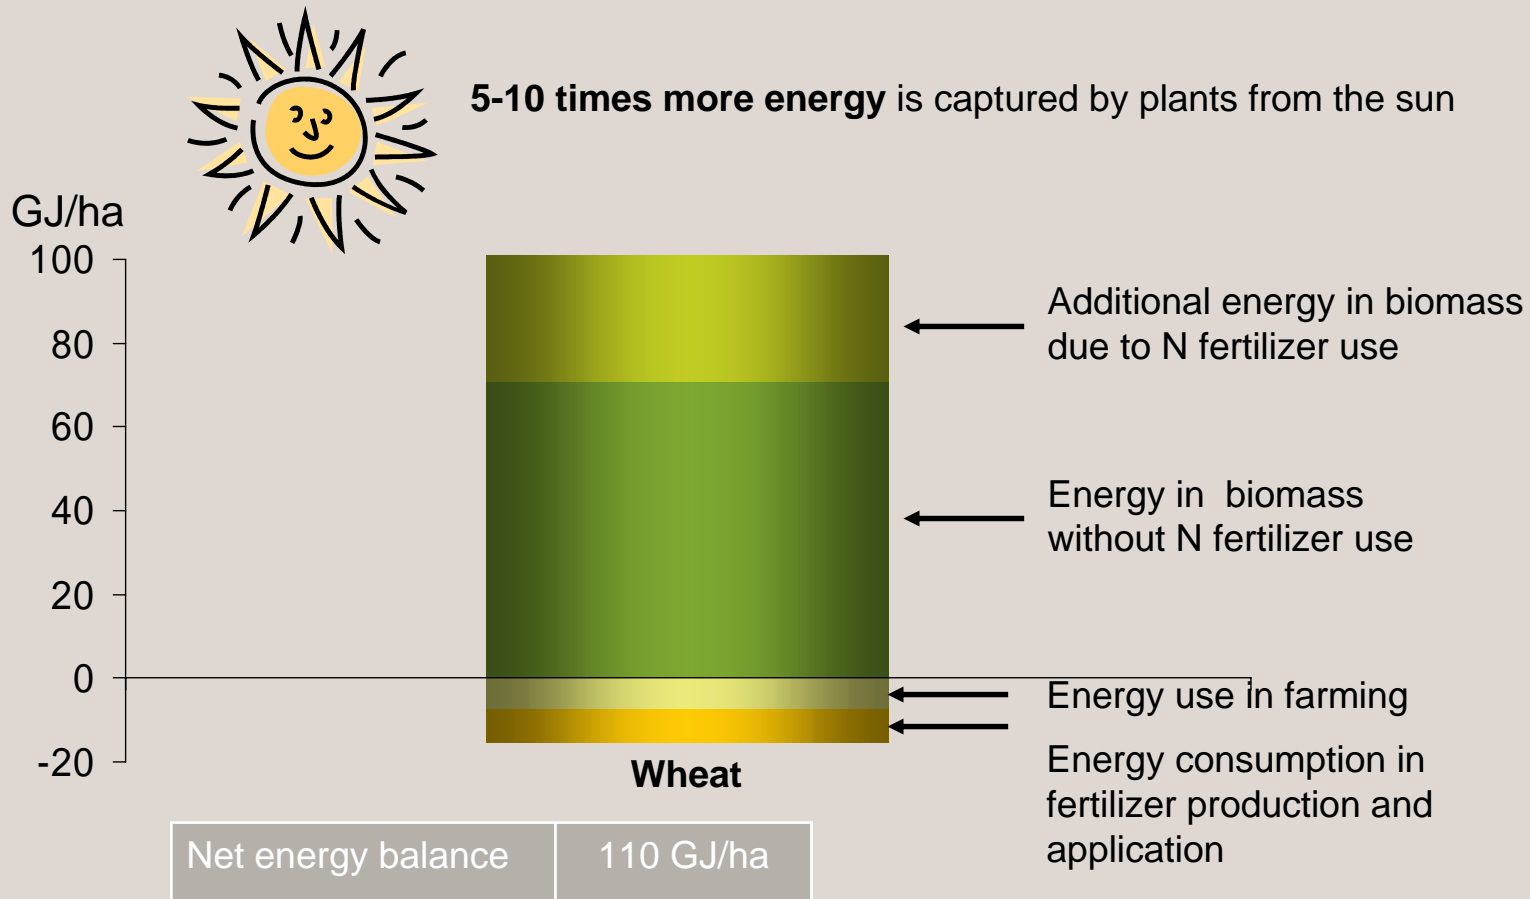 5-10 times more energy is captured by plants from the sun
GJ/ha
100
80
60
40
20
0
-20
Additional energy in biomass
due to N fertilizer use
Energy in biomass
without N fertilizer use
Energy use in farming
Energy consumption in
fertilizer production and
application
Wheat
Net energy balance 110 GJ/ha